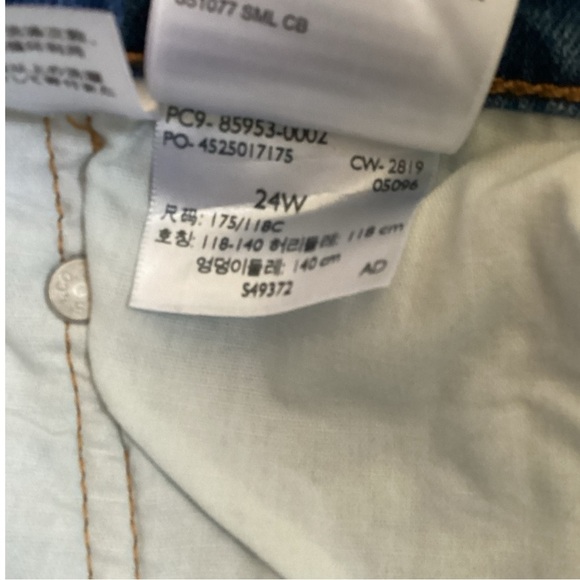 051077 SML CB
PC9- 85953-0002
PO- 4525017175
CW- 2819
05096
24W
尺码: 175/118C
호칭: 118-140 허리둘레: 118 cm
엉덩이둘레: 140 cm
AD
S49372